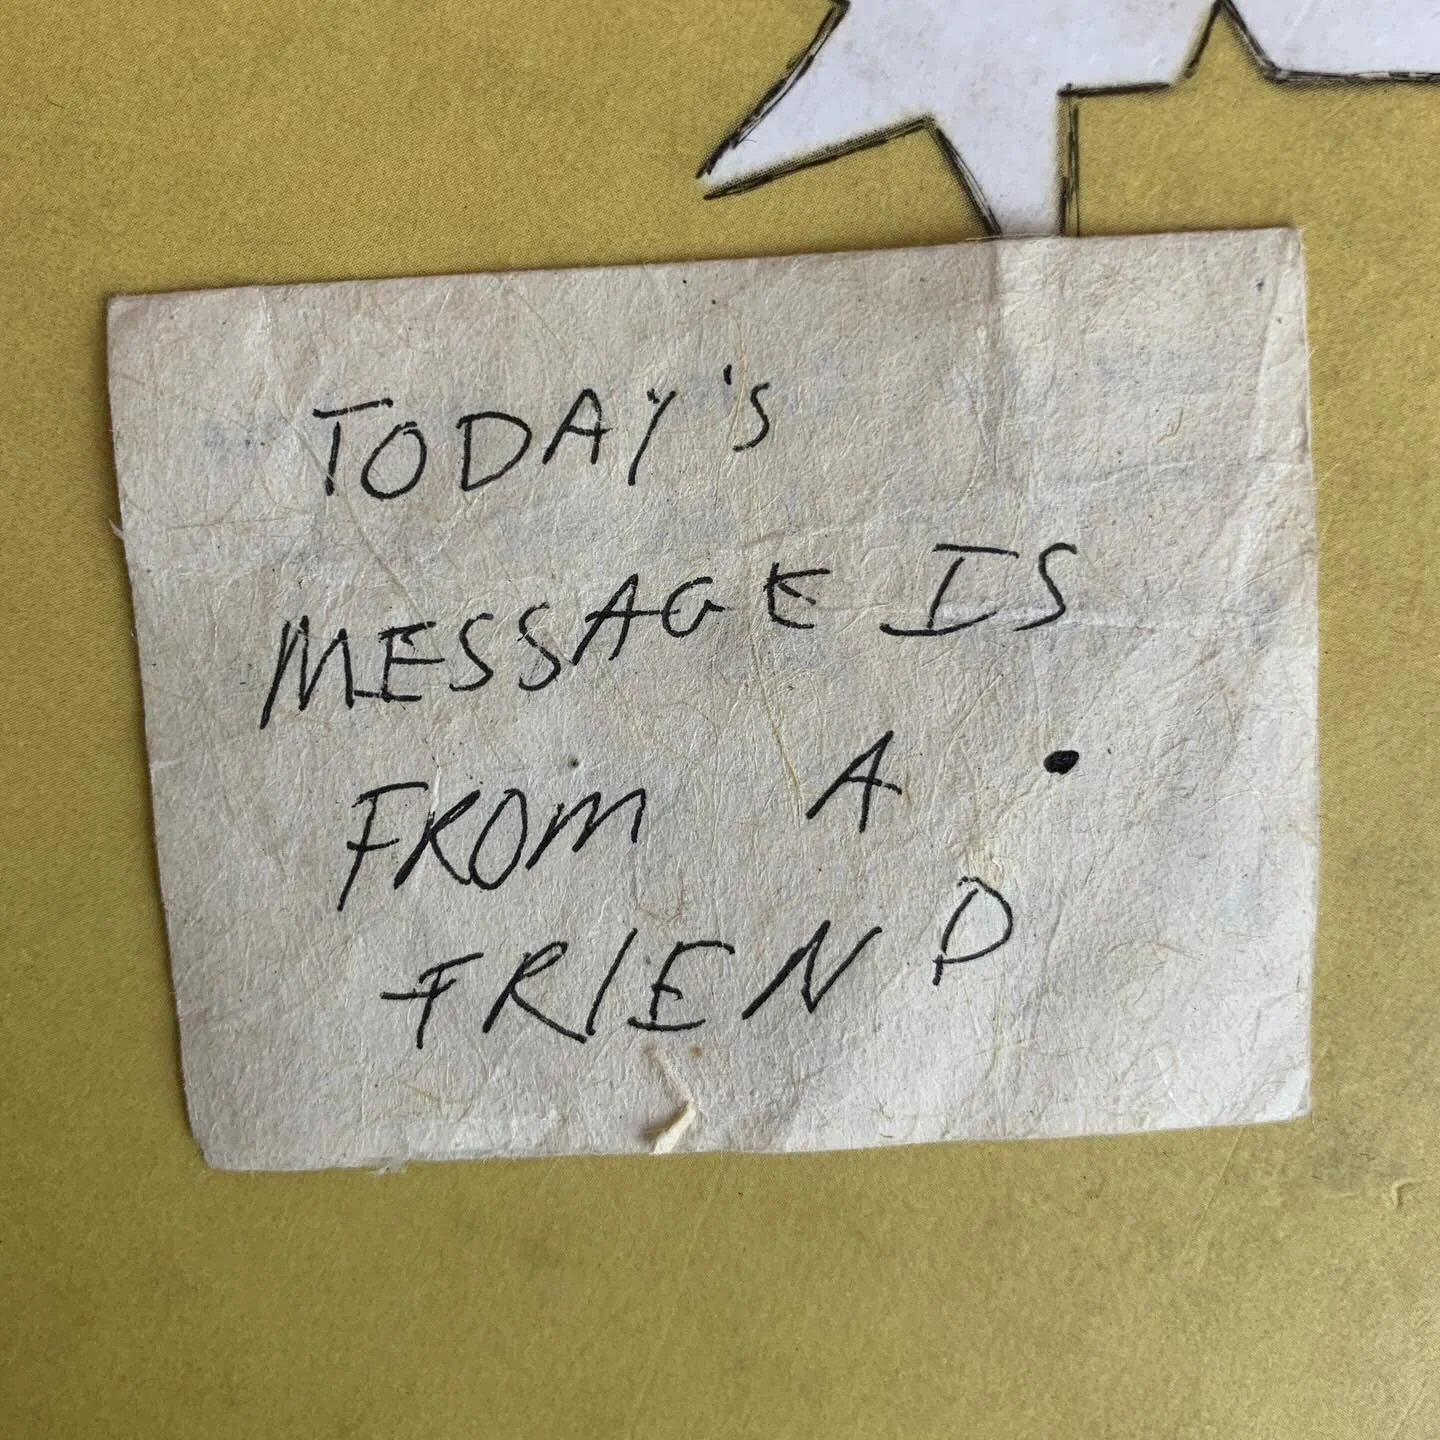 TODAY'S
MESSAGE IS
FROM A •
FRIEND